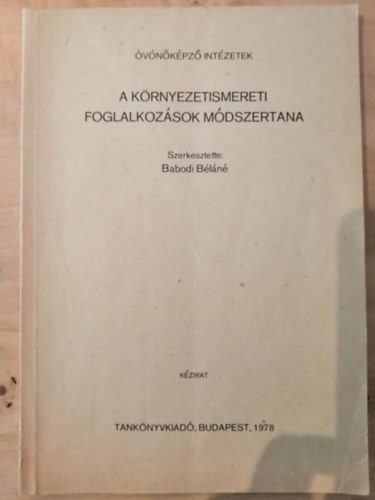 ÓVÓNŐKÉPZŐ INTÉZETEK
A KÖRNYEZETISMERETI
FOGLALKOZÁSOK MÓDSZERTANA
Szerkesztette:
Babodi Béláné
KÉZIRAT
TANKÖNYVKIADÓ, BUDAPEST, 1978